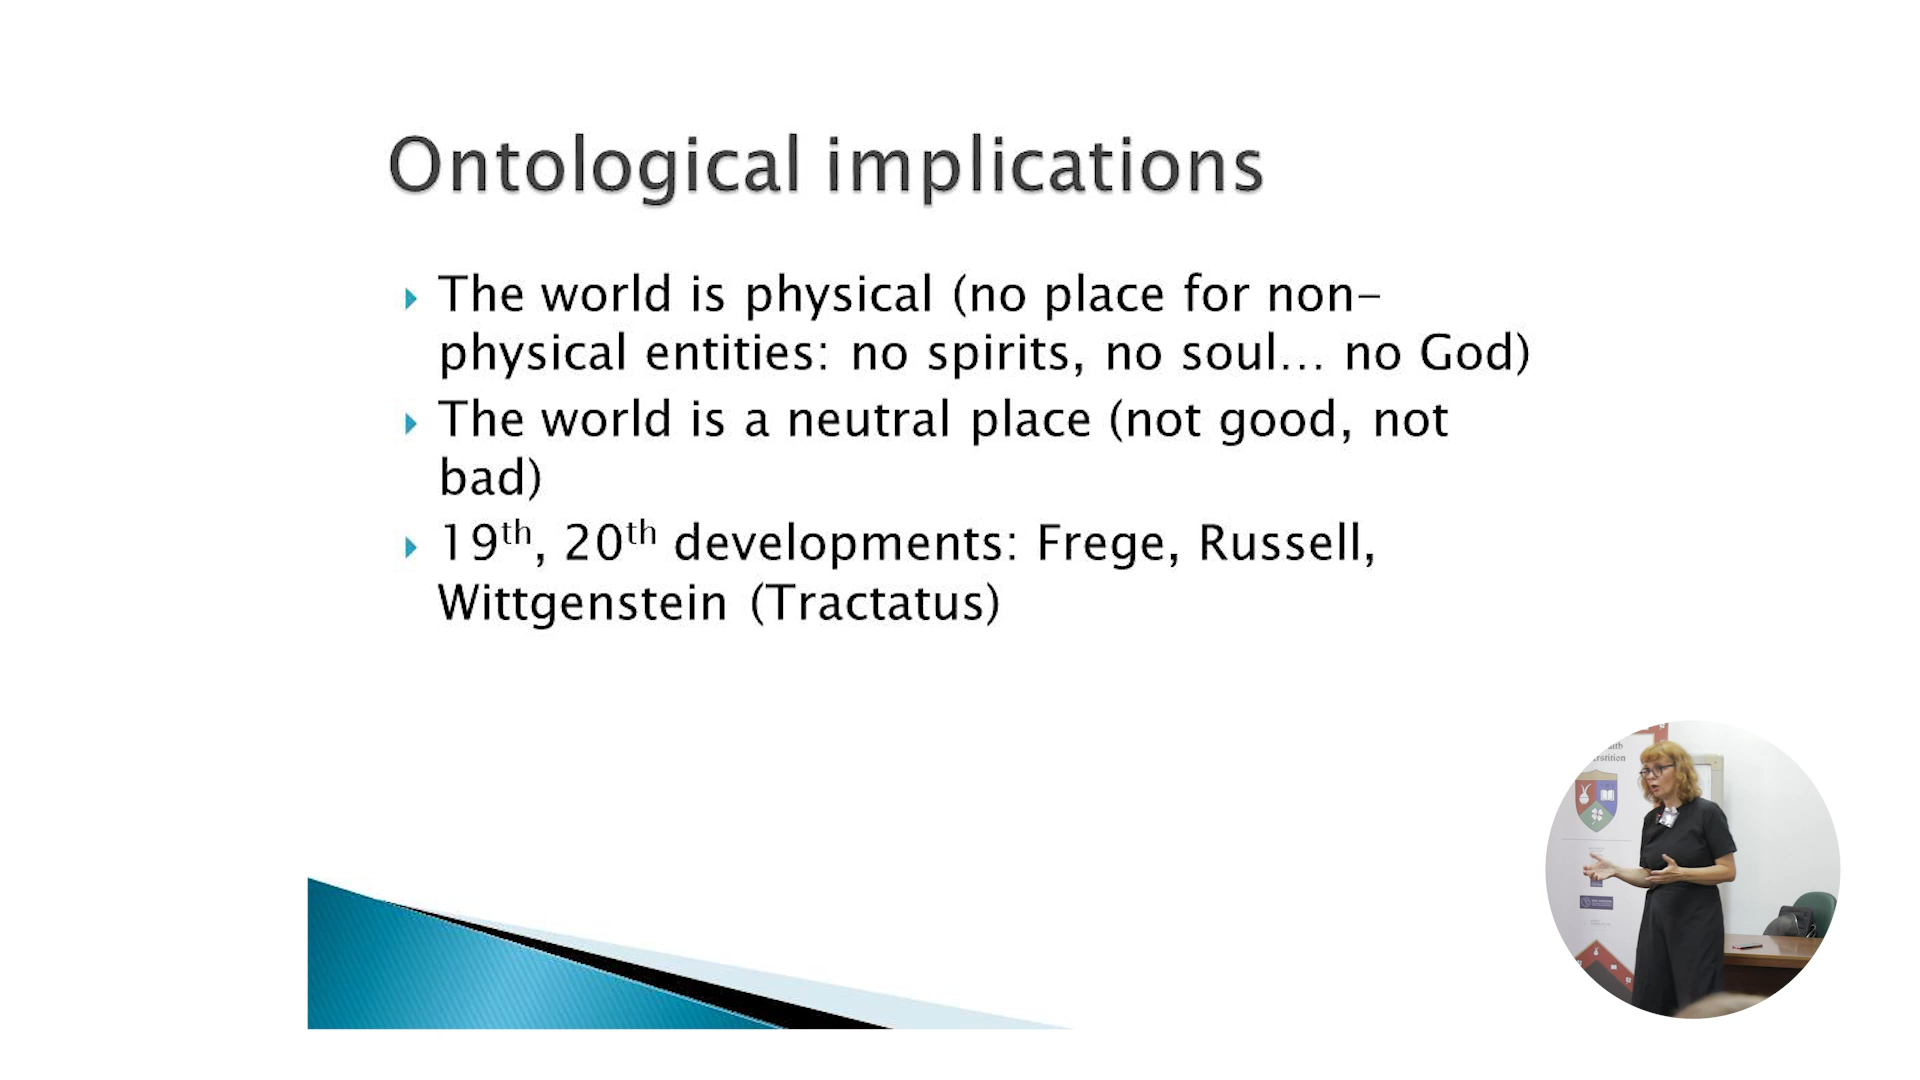 Ontological implications
The world is physical (no place for non-
physical entities: no spirits, no soul... no God)
The world is a neutral place (not good, not
bad)
19th, 20th developments: Frege, Russell,
Wittgenstein (Tractatus)